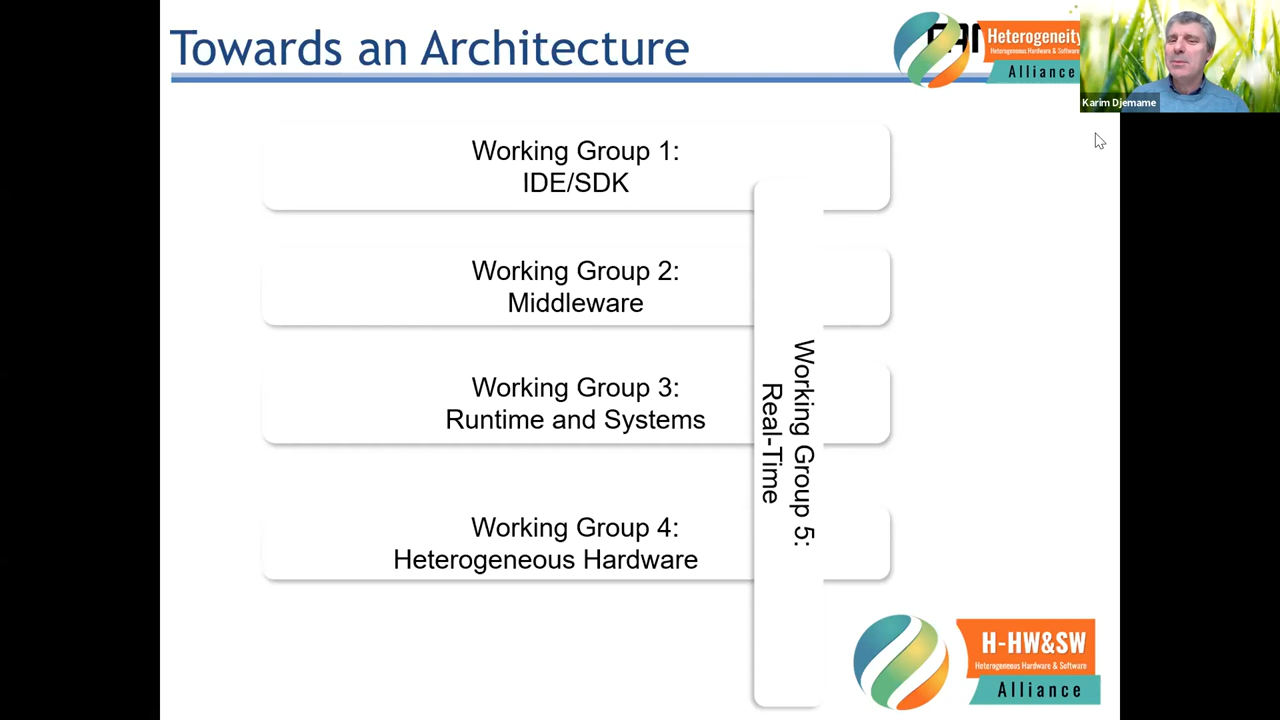 Towards an Architecture
Heterogeneity
Heterogeneous Hardware & Software
Alliance
Karim Djemame
Working Group 1:
IDE/SDK
Working Group 2:
Middleware
Working Group 3:
Runtime and Systems
Working Group 4:
Heterogeneous Hardware
Working Group 5:
Real-Time
H-HW&SW
Heterogeneous Hardware & Software
Alliance